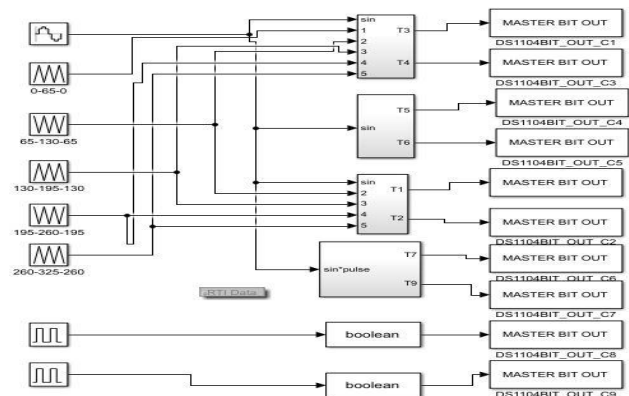 0-65-0
65-130-65
130-195-130
195-260-195
260-325-260
sin
1
2
3
4
5
T3
T4
sin
T5
T6
sin
2
3
4
5
T1
T2
sin*pulse
T7
T9
RTI Data
boolean
boolean
MASTER BIT OUT
DS1104BIT_OUT_C1
MASTER BIT OUT
DS1104BIT_OUT_C3
MASTER BIT OUT
DS1104BIT_OUT_C4
MASTER BIT OUT
DS1104BIT_OUT_C5
MASTER BIT OUT
MASTER BIT OUT
DS1104BIT_OUT_C2
MASTER BIT OUT
DS1104BIT_OUT_C6
MASTER BIT OUT
DS1104BIT_OUT_C7
MASTER BIT OUT
DS1104BIT_OUT_C8
MASTER BIT OUT
DS1104BIT_OUT_C9